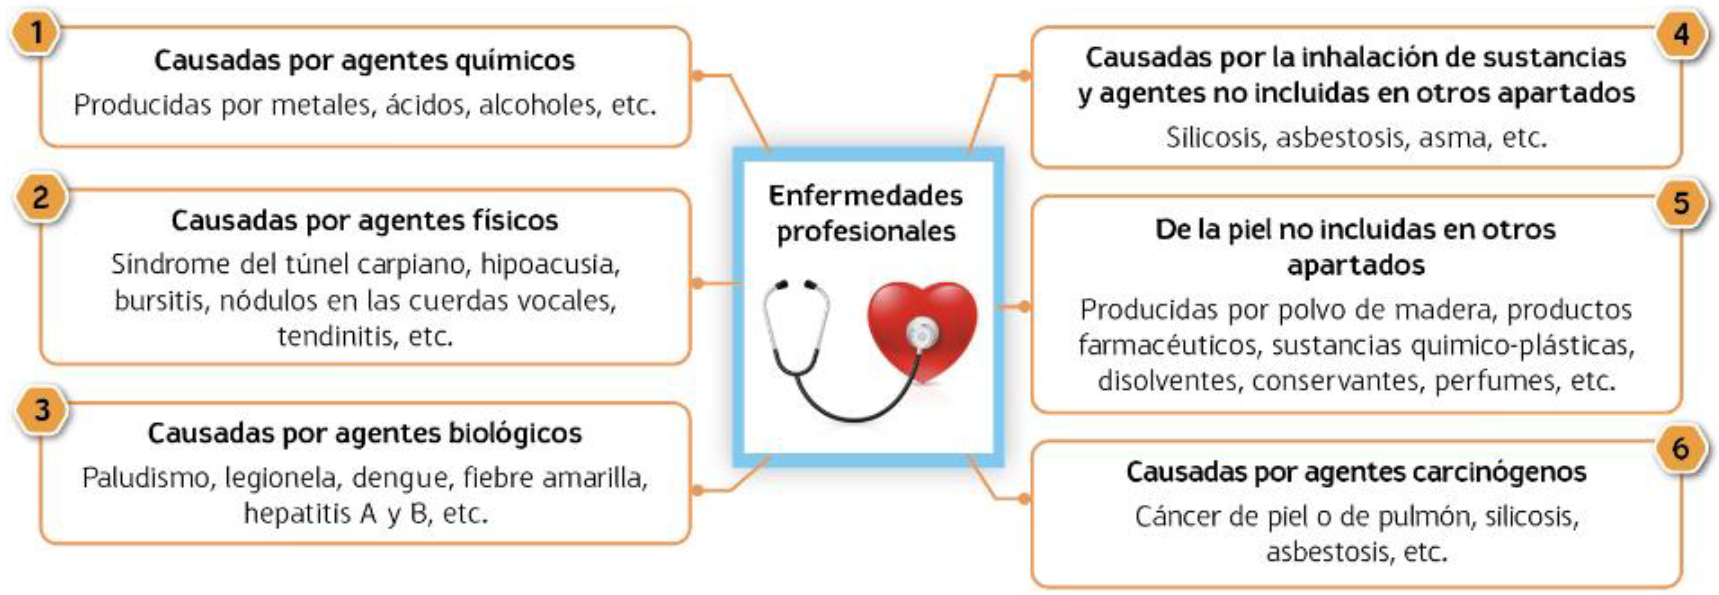 1
Causadas por agentes químicos
Producidas por metales, ácidos, alcoholes, etc.
2
Causadas por agentes físicos
Síndrome del túnel carpiano, hipoacusia,
bursitis, nódulos en las cuerdas vocales,
tendinitis, etc.
3
Causadas por agentes biológicos
Paludismo, legionela, dengue, fiebre amarilla,
hepatitis A y B, etc.
Enfermedades
profesionales
4
Causadas por la inhalación de sustancias
y agentes no incluidas en otros apartados
Silicosis, asbestosis, asma, etc.
5
De la piel no incluidas en otros
apartados
Producidas por polvo de madera, productos
farmacéuticos, sustancias quimico-plásticas,
disolventes, conservantes, perfumes, etc.
6
Causadas por agentes carcinógenos
Cáncer de piel o de pulmón, silicosis,
asbestosis, etc.